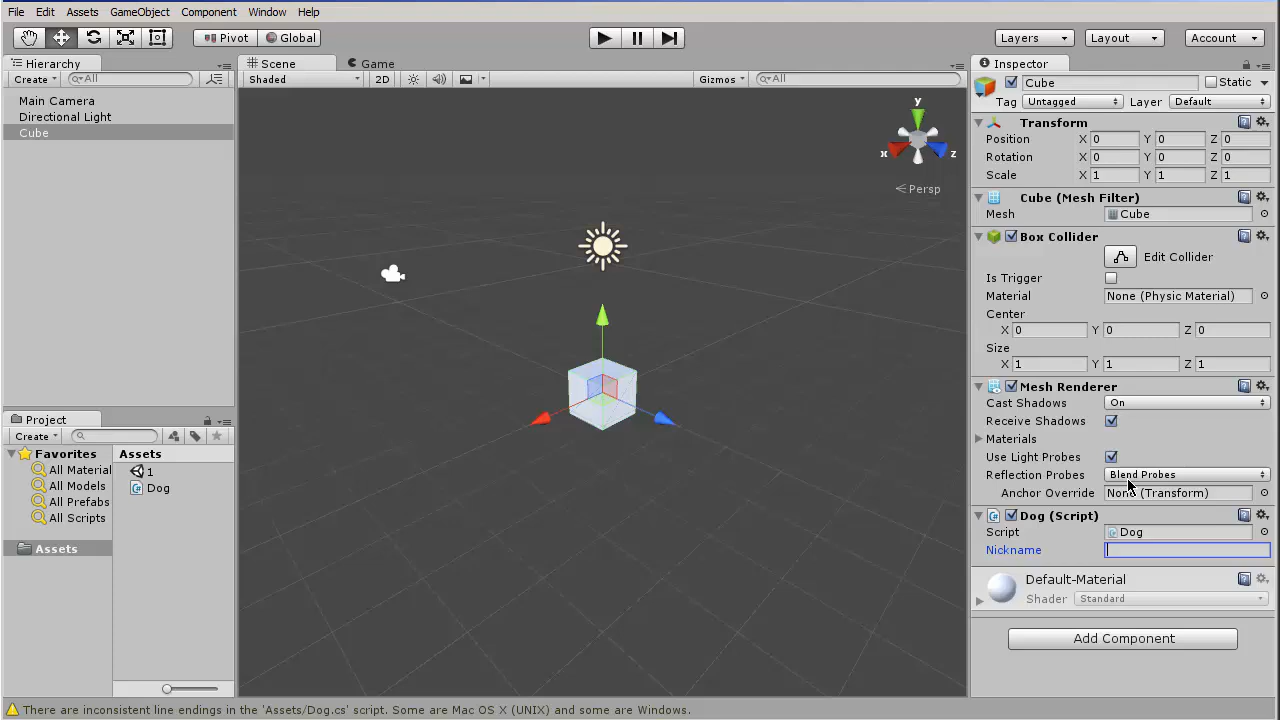 File Edit Assets GameObject Component Window Help
Pivot Global Layers Layout Account
Hierarchy
Create All
Main Camera
Directional Light
Cube
Scene Game
Shaded 2D Gizmos All
y
x z
Persp
Project
Create
Favorites
All Material
All Models
All Prefabs
All Scripts
Assets
Assets
1
Dog
Inspector
Cube Static
Tag Untagged Layer Default
Transform
Position X 0 Y 0 Z 0
Rotation X 0 Y 0 Z 0
Scale X 1 Y 1 Z 1
Cube (Mesh Filter)
Mesh Cube
Box Collider
Edit Collider
Is Trigger
Material None (Physic Material)
Center
X 0 Y 0 Z 0
Size
X 1 Y 1 Z 1
Mesh Renderer
Cast Shadows On
Receive Shadows
Materials
Use Light Probes
Reflection Probes Blend Probes
Anchor Override None (Transform)
Dog (Script)
Script Dog
Nickname
Default-Material
Shader Standard
Add Component
There are inconsistent line endings in the 'Assets/Dog.cs' script. Some are Mac OS X (UNIX) and some are Windows.